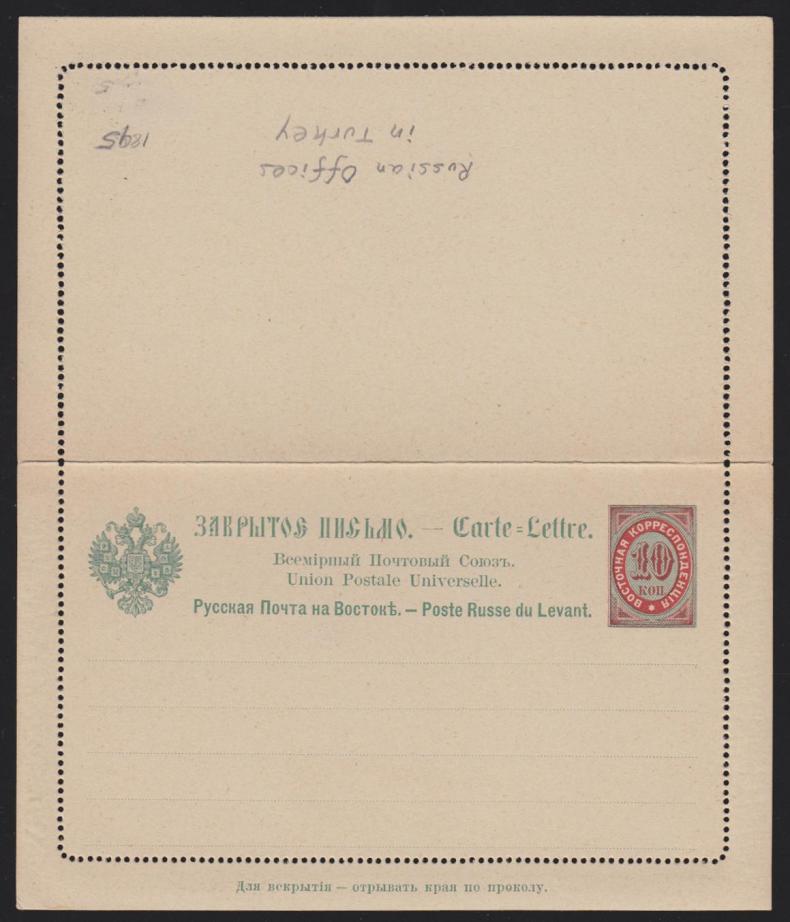 1895
Russian Offices
in Turkey
ЗАКРЫТОЕ ПИСЬМО. — Carte=Lettre.
Всемірный Почтовый Союзъ.
Union Postale Universelle.
Русская Почта на Востокѣ. — Poste Russe du Levant.
ВОСТОЧНАЯ КОРРЕСПОНДЕНЦІЯ
10
КОП
Для вскрытія — отрывать края по проколу.